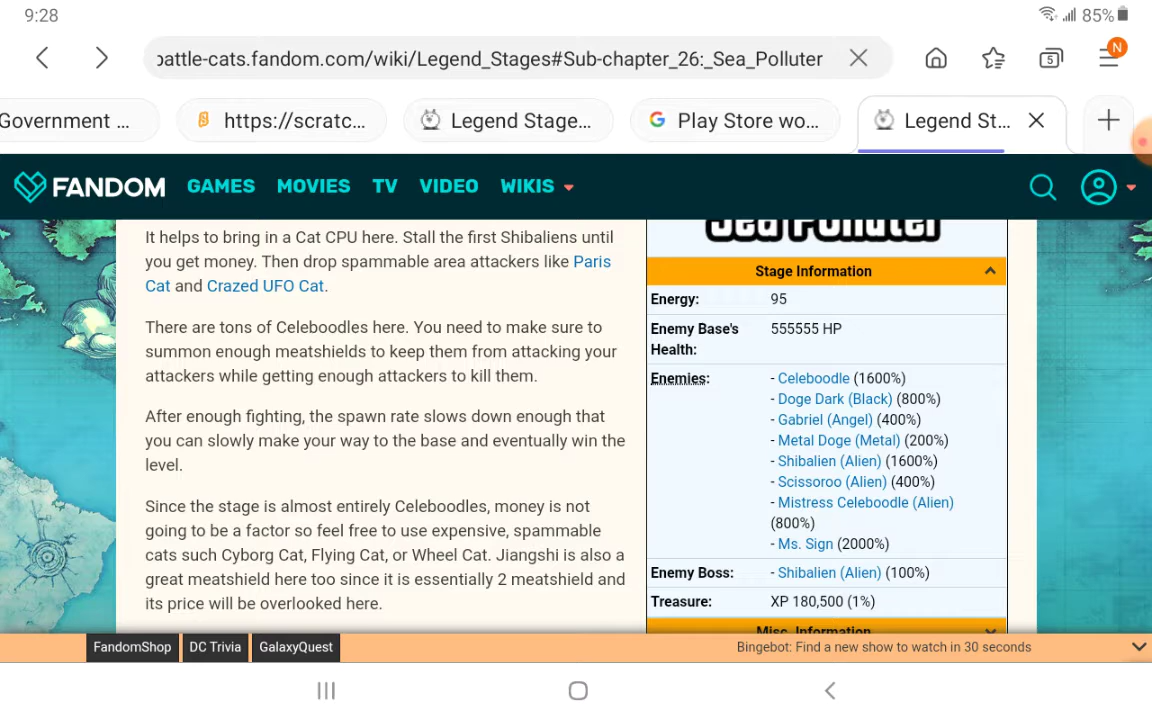 9:28
85%
battle-cats.fandom.com/wiki/Legend_Stages#Sub-chapter_26:_Sea_Polluter
5
N
Government ...
https://scratc...
Legend Stage...
Play Store wo...
Legend St...
FANDOM
GAMES
MOVIES
TV
VIDEO
WIKIS
It helps to bring in a Cat CPU here. Stall the first Shibaliens until
you get money. Then drop spammable area attackers like Paris
Cat and Crazed UFO Cat.
There are tons of Celeboodles here. You need to make sure to
summon enough meatshields to keep them from attacking your
attackers while getting enough attackers to kill them.
After enough fighting, the spawn rate slows down enough that
you can slowly make your way to the base and eventually win the
level.
Since the stage is almost entirely Celeboodles, money is not
going to be a factor so feel free to use expensive, spammable
cats such Cyborg Cat, Flying Cat, or Wheel Cat. Jiangshi is also a
great meatshield here too since it is essentially 2 meatshield and
its price will be overlooked here.
Sea Polluter
Stage Information
Energy: 95
Enemy Base's 555555 HP
Health:
Enemies: - Celeboodle (1600%)
- Doge Dark (Black) (800%)
- Gabriel (Angel) (400%)
- Metal Doge (Metal) (200%)
- Shibalien (Alien) (1600%)
- Scissoroo (Alien) (400%)
- Mistress Celeboodle (Alien)
(800%)
- Ms. Sign (2000%)
Enemy Boss: - Shibalien (Alien) (100%)
Treasure: XP 180,500 (1%)
Misc. Information
FandomShop
DC Trivia
GalaxyQuest
Bingebot: Find a new show to watch in 30 seconds